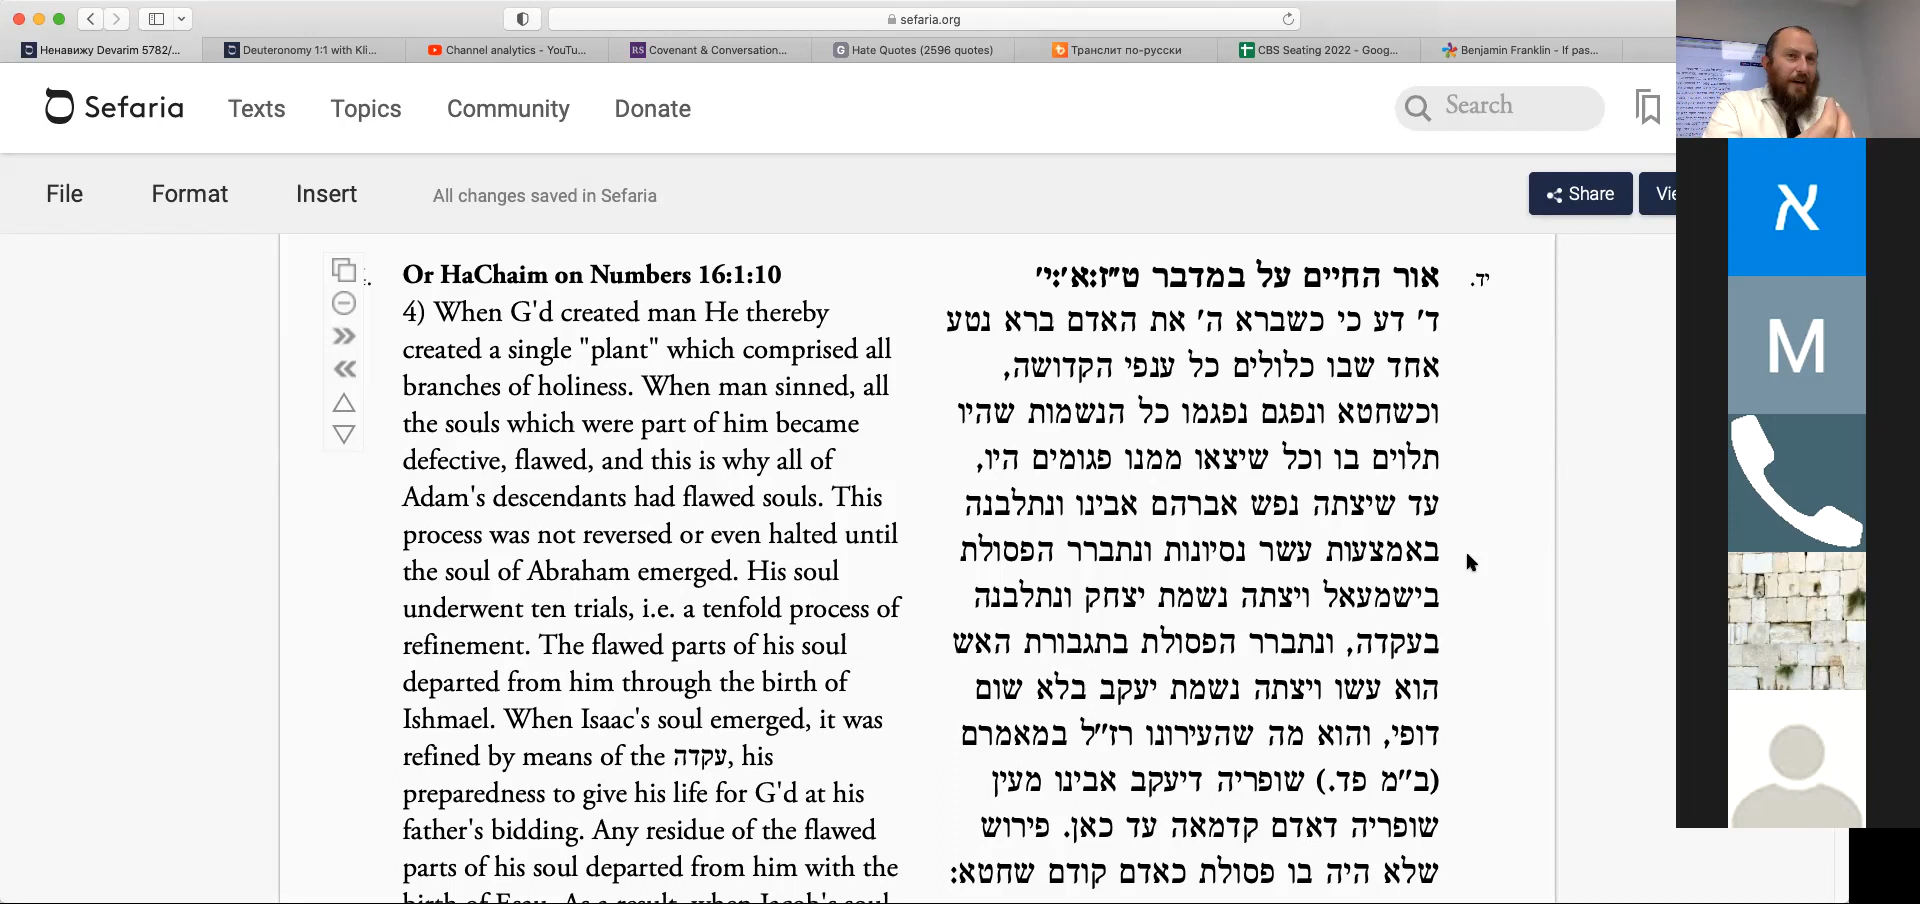 sefaria.org
Ненавижу Devarim 5782/...
Deuteronomy 1:1 with Kli...
Channel analytics - YouTu...
RS Covenant & Conversation...
G Hate Quotes (2596 quotes)
Транслит по-русски
CBS Seating 2022 - Goog...
Benjamin Franklin - If pas...
Sefaria
Texts
Topics
Community
Donate
Search
File
Format
Insert
All changes saved in Sefaria
Share
Vie
Or HaChaim on Numbers 16:1:10
4) When G'd created man He thereby
created a single "plant" which comprised all
branches of holiness. When man sinned, all
the souls which were part of him became
defective, flawed, and this is why all of
Adam's descendants had flawed souls. This
process was not reversed or even halted until
the soul of Abraham emerged. His soul
underwent ten trials, i.e. a tenfold process of
refinement. The flawed parts of his soul
departed from him through the birth of
Ishmael. When Isaac's soul emerged, it was
refined by means of the עקדה, his
preparedness to give his life for G'd at his
father's bidding. Any residue of the flawed
parts of his soul departed from him with the
birth of Esau. As a result, when Jacob's soul
יד.
אור החיים על במדבר ט״ז:א׳:י׳
ד' דע כי כשברא ה' את האדם ברא נטע
אחד שבו כלולים כל ענפי הקדושה,
וכשחטא ונפגם נפגמו כל הנשמות שהיו
תלוים בו וכל שיצאו ממנו פגומים היו,
עד שיצתה נפש אברהם אבינו ונתלבנה
באמצעות עשר נסיונות ונתברר הפסולת
בישמעאל ויצתה נשמת יצחק ונתלבנה
בעקדה, ונתברר הפסולת בתגבורת האש
הוא עשו ויצתה נשמת יעקב בלא שום
דופי, והוא מה שהעירונו רז״ל במאמרם
(ב״מ פד.) שופריה דיעקב אבינו מעין
שופריה דאדם קדמאה עד כאן. פירוש
שלא היה בו פסולת כאדם קודם שחטא:
א
M